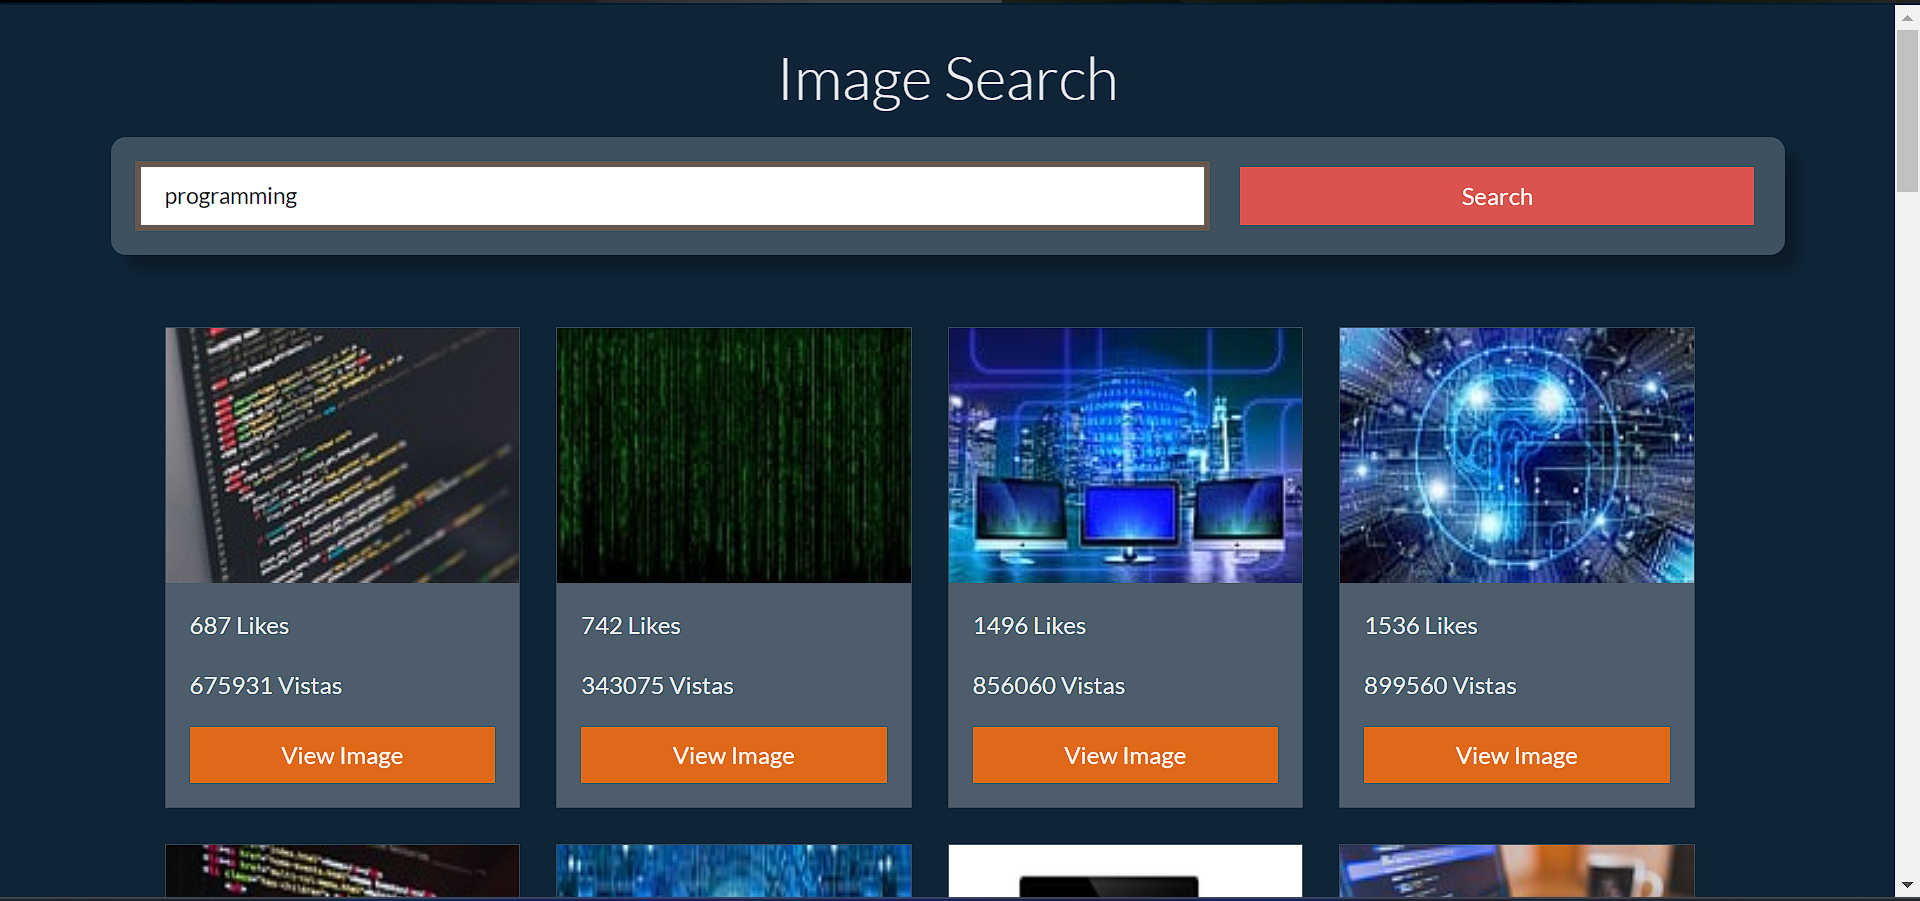 Image Search
programming
Search
687 Likes
742 Likes
1496 Likes
1536 Likes
675931 Vistas
343075 Vistas
856060 Vistas
899560 Vistas
View Image
View Image
View Image
View Image